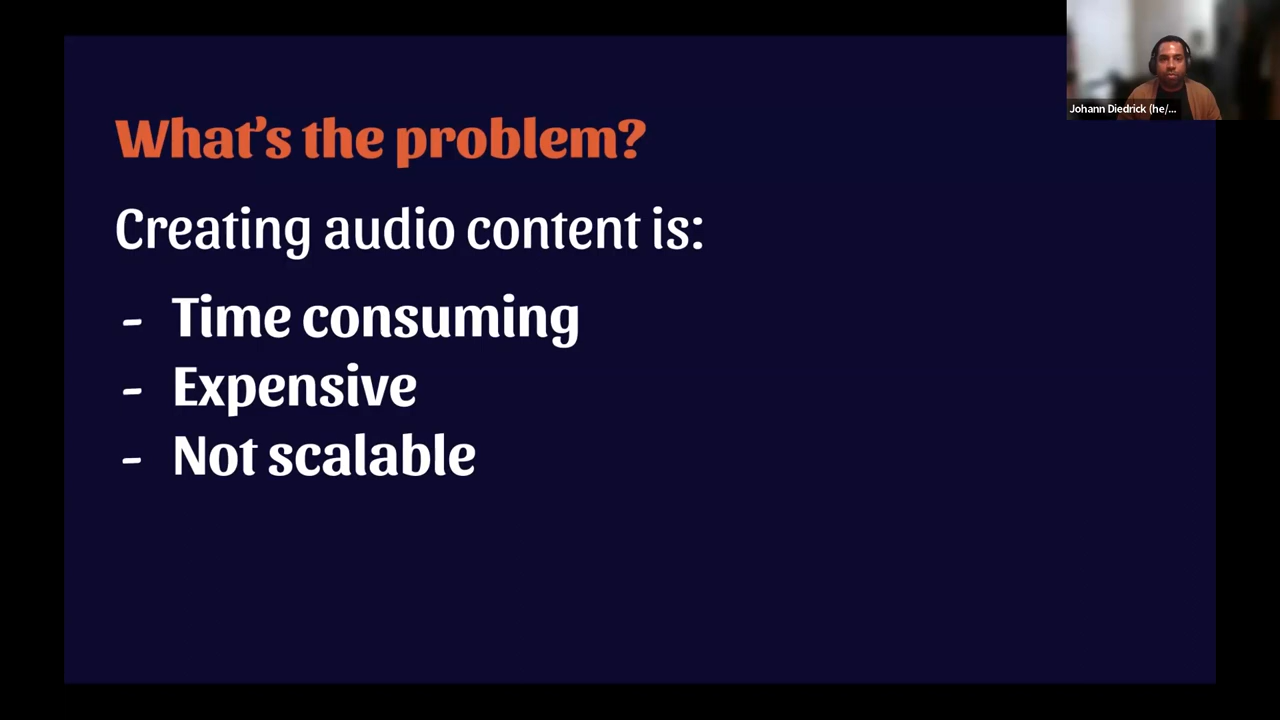 What's the problem?
Creating audio content is:
- Time consuming
- Expensive
- Not scalable
Johann Diedrick (he/...